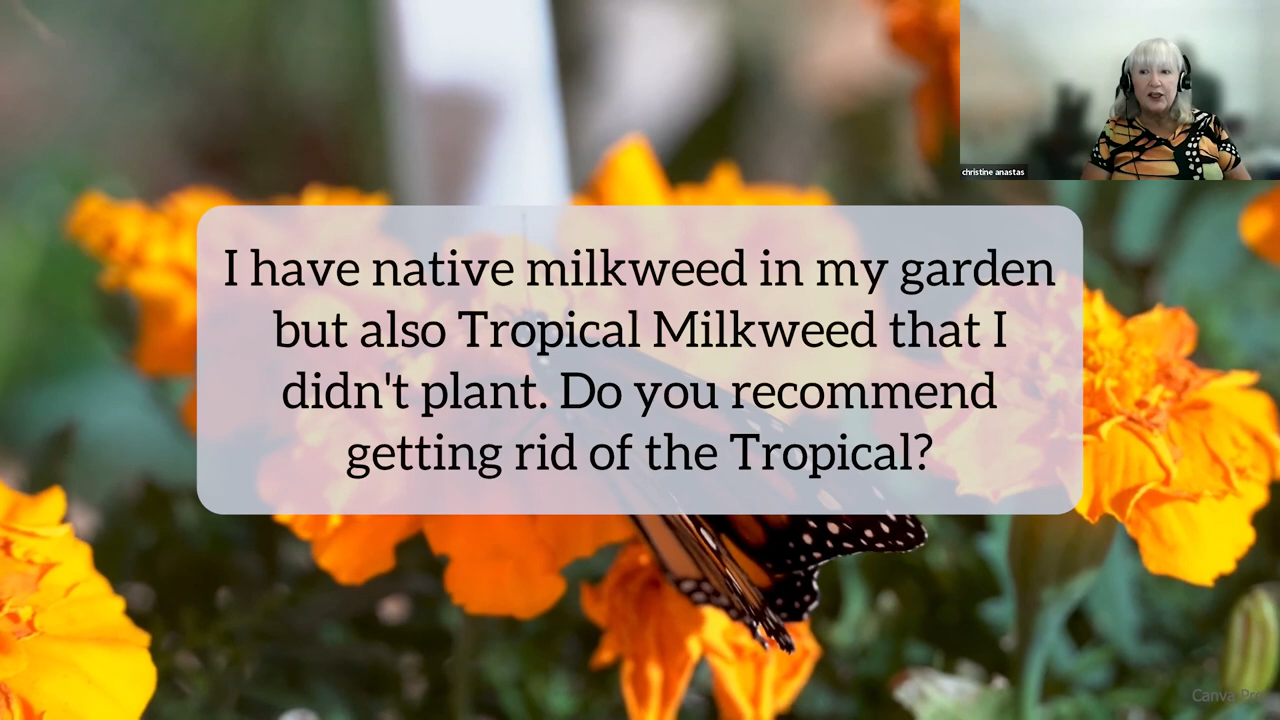 christine anastas
I have native milkweed in my garden
but also Tropical Milkweed that I
didn't plant. Do you recommend
getting rid of the Tropical?
Canva